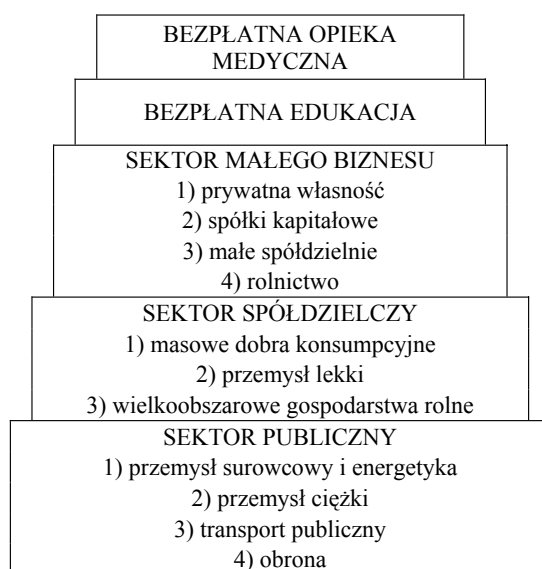 BEZPŁATNA OPIEKA
MEDYCZNA
BEZPŁATNA EDUKACJA
SEKTOR MAŁEGO BIZNESU
1) prywatna własność
2) spółki kapitałowe
3) małe spółdzielnie
4) rolnictwo
SEKTOR SPÓŁDZIELCZY
1) masowe dobra konsumpcyjne
2) przemysł lekki
3) wielkoobszarowe gospodarstwa rolne
SEKTOR PUBLICZNY
1) przemysł surowcowy i energetyka
2) przemysł ciężki
3) transport publiczny
4) obrona